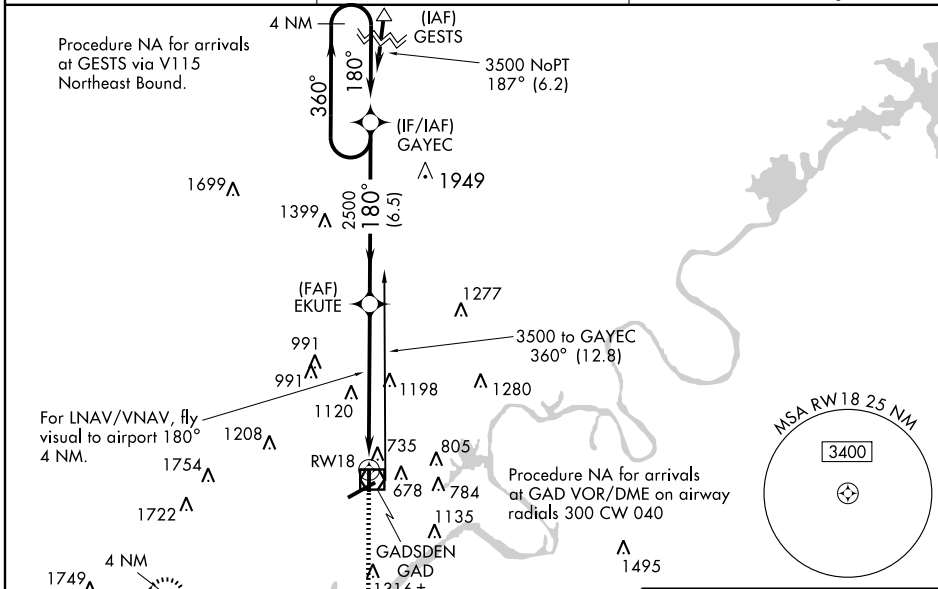 4 NM
(IAF)
GESTS
Procedure NA for arrivals
at GESTS via V115
Northeast Bound.
3500 NoPT
187° (6.2)
360°
180°
(IF/IAF)
GAYEC
1949
1699
1399
2500
180°
(6.5)
(FAF)
EKUTE
1277
3500 to GAYEC
360° (12.8)
991
991
1198
1280
1120
For LNAV/VNAV, fly
visual to airport 180°
4 NM.
1208
735
805
RW18
1754
678
784
Procedure NA for arrivals
at GAD VOR/DME on airway
radials 300 CW 040
MSA RW18 25 NM
3400
1722
1135
GADSDEN
GAD
1495
4 NM
1749
1316 ±